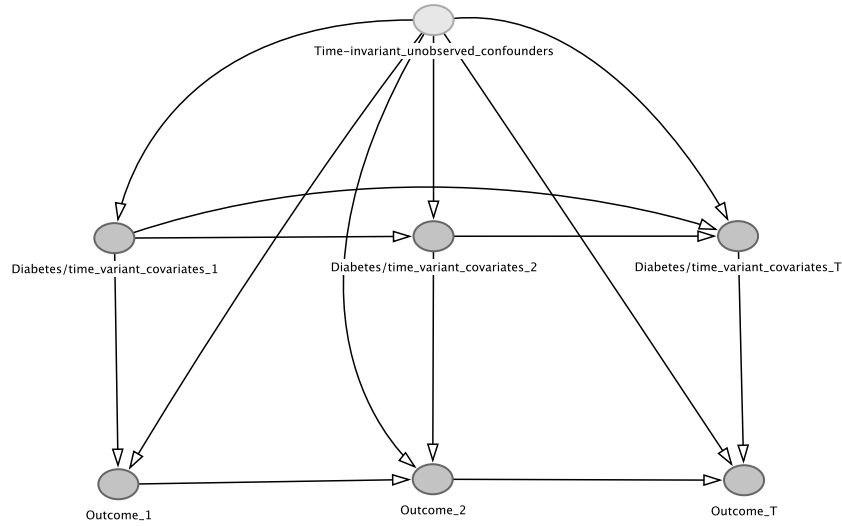 Time-invariant_unobserved_confounders
Diabetes/time_variant_covariates_1
Diabetes/time_variant_covariates_2
Diabetes/time_variant_covariates_T
Outcome_1
Outcome_2
Outcome_T